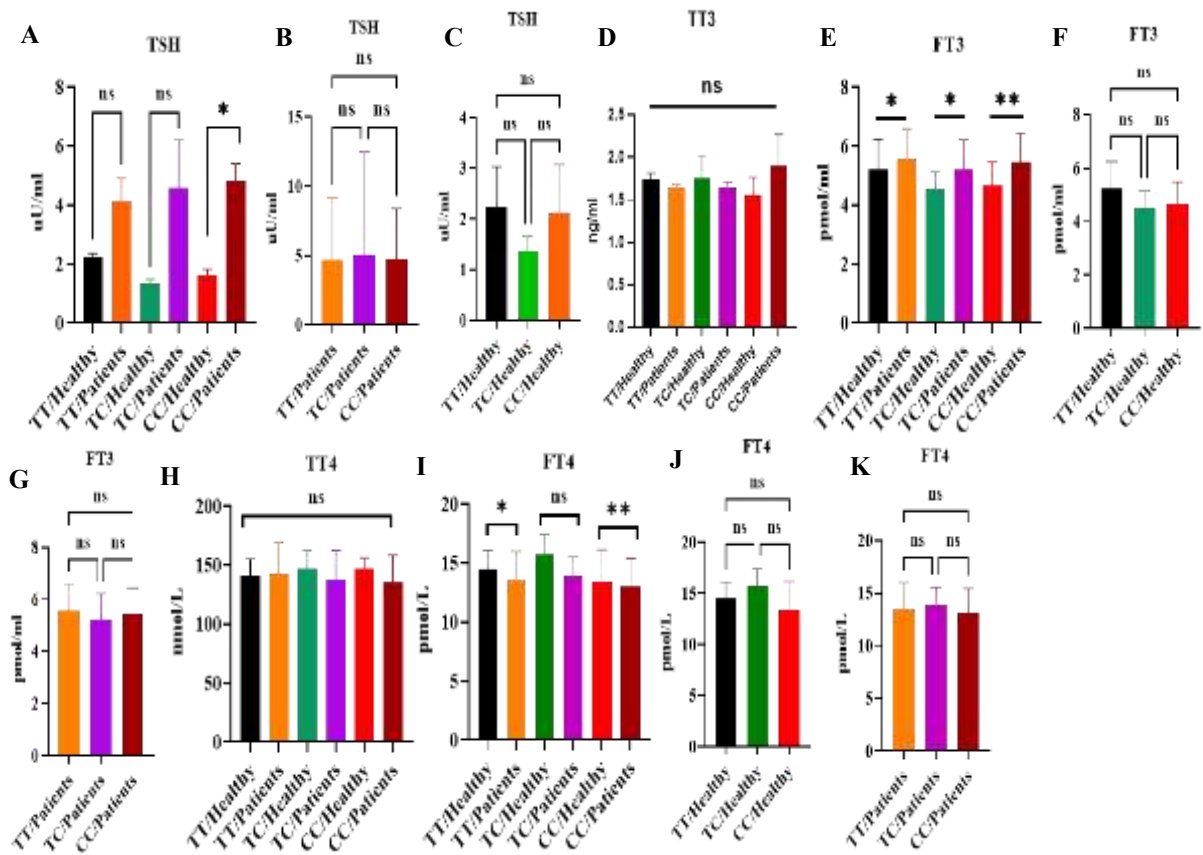 A
TSH
ns
ns
*
uU/ml
8
6
4
2
0
TT/Healthy
TT/Patients
TC/Healthy
TC/Patients
CC/Healthy
CC/Patients
B
TSH
ns
ns
ns
uU/ml
15
10
5
0
TT/Patients
TC/Patients
CC/Patients
C
TSH
ns
ns
ns
uU/ml
4
3
2
1
0
TT/Healthy
TC/Healthy
CC/Healthy
D
TT3
ns
ng/ml
2.5
2.0
1.5
1.0
0.5
0.0
TT/Healthy
TT/Patients
TC/Healthy
TC/Patients
CC/Healthy
CC/Patients
E
FT3
*
*
**
pmol/ml
8
6
4
2
0
TT/Healthy
TT/Patients
TC/Healthy
TC/Patients
CC/Healthy
CC/Patients
F
FT3
ns
ns
ns
pmol/ml
8
6
4
2
0
TT/Healthy
TC/Healthy
CC/Healthy
G
FT3
ns
ns
ns
pmol/ml
8
6
4
2
0
TT/Patients
TC/Patients
CC/Patients
H
TT4
ns
nmol/L
200
150
100
50
0
TT/Healthy
TT/Patients
TC/Healthy
TC/Patients
CC/Healthy
CC/Patients
I
FT4
*
ns
**
pmol/L
20
15
10
5
0
TT/Healthy
TT/Patients
TC/Healthy
TC/Patients
CC/Healthy
CC/Patients
J
FT4
ns
ns
ns
pmol/L
20
15
10
5
0
TT/Healthy
TC/Healthy
CC/Healthy
K
FT4
ns
ns
ns
pmol/L
20
15
10
5
0
TT/Patients
TC/Patients
CC/Patients